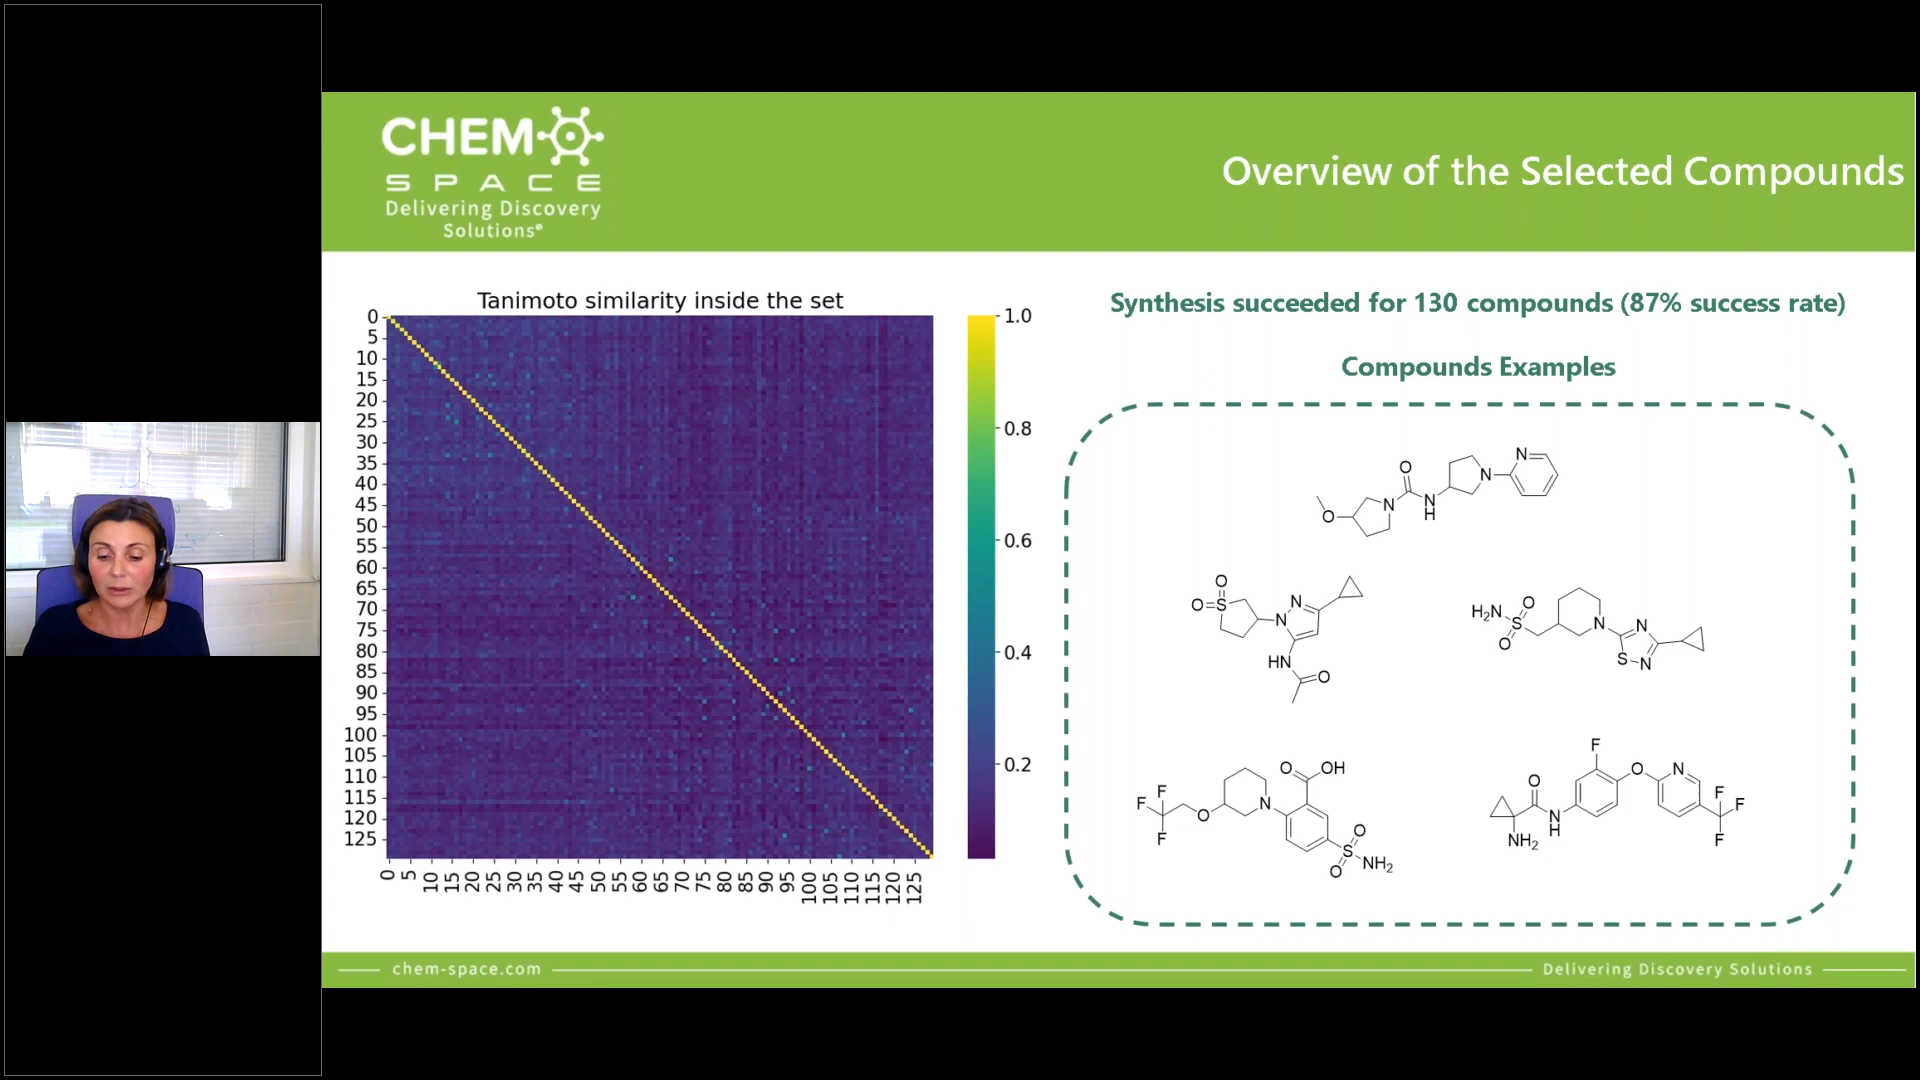 CHEM
SPACE
Delivering Discovery
Solutions®
Overview of the Selected Compounds
Tanimoto similarity inside the set
0
5
10
15
20
25
30
35
40
45
50
55
60
65
70
75
80
85
90
95
100
105
110
115
120
125
0 5 10 15 20 25 30 35 40 45 50 55 60 65 70 75 80 85 90 95 100 105 110 115 120 125
1.0
0.8
0.6
0.4
0.2
Synthesis succeeded for 130 compounds (87% success rate)
Compounds Examples
O
N
N
H
N
N
O
O
O
S
N
N
HN
O
H2N
O
S
O
N
N
S
N
F
F
F
O
N
O
OH
O
S
O
NH2
F
O
O
N
N
H
NH2
F
F
F
chem-space.com
Delivering Discovery Solutions